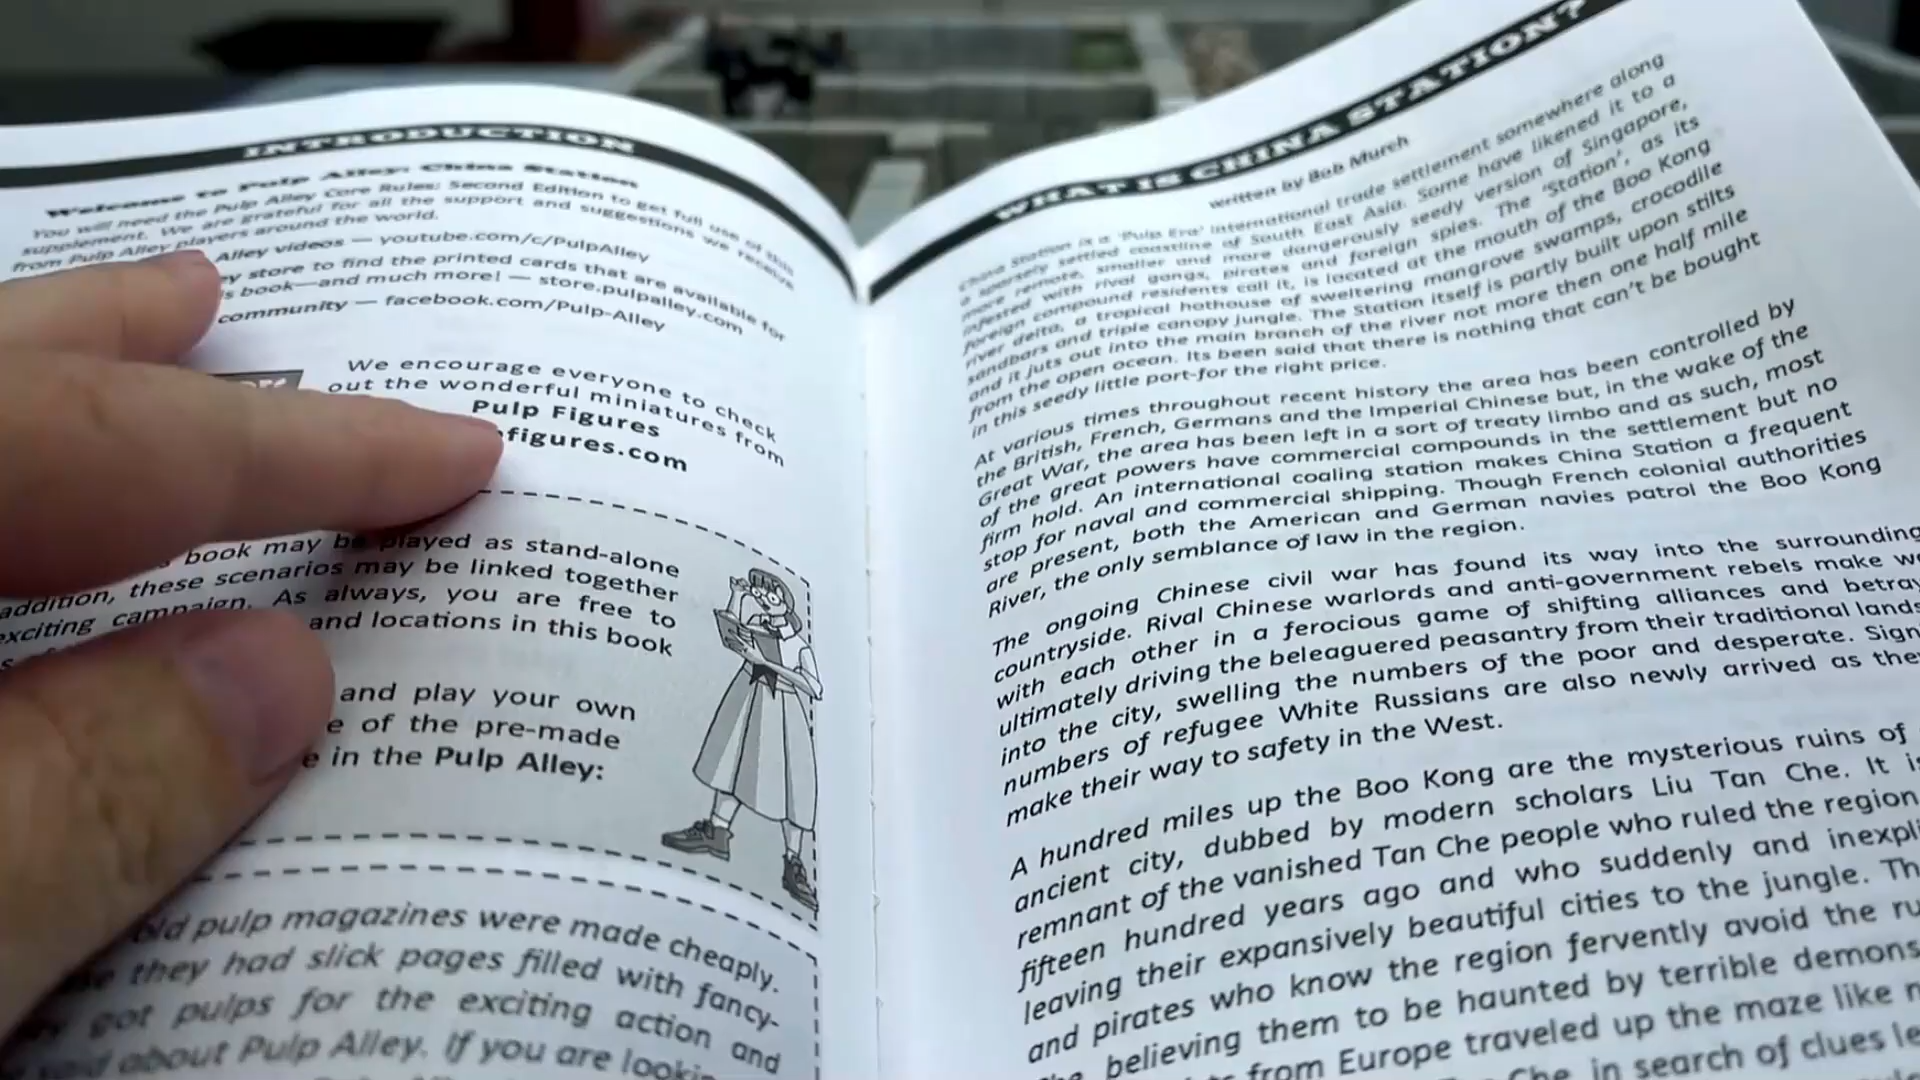 INTRODUCTION
Welcome to Pulp Alley: China Station
You will need the Pulp Alley Core Rules: Second Edition to get full use of this
supplement. We are grateful for all the support and suggestions we receive
from Pulp Alley players around the world.
Alley videos — youtube.com/c/PulpAlley
store to find the printed cards that are available for
book—and much more! — store.pulpalley.com
community — facebook.com/Pulp-Alley
We encourage everyone to check
out the wonderful miniatures from
Pulp Figures
figures.com
book may be played as stand-alone
addition, these scenarios may be linked together
exciting campaign. As always, you are free to
and locations in this book
and play your own
of the pre-made
in the Pulp Alley:
old pulp magazines were made cheaply.
they had slick pages filled with fancy-
got pulps for the exciting action and
said about Pulp Alley. If you are
WHAT IS CHINA STATION?
written by Bob Murch
China Station is a 'Pulp Era' international trade settlement somewhere along
a sparsely settled coastline of South East Asia. Some have likened it to a
more remote, smaller and more dangerously seedy version of Singapore,
infested with rival gangs, pirates and foreign spies. The 'Station', as its
foreign compound residents call it, is located at the mouth of the Boo Kong
river delta, a tropical hothouse of sweltering mangrove swamps, crocodile
sandbars and triple canopy jungle. The Station itself is partly built upon stilts
and it juts out into the main branch of the river not more then one half mile
from the open ocean. Its been said that there is nothing that can't be bought
in this seedy little port-for the right price.
At various times throughout recent history the area has been controlled by
the British, French, Germans and the Imperial Chinese but, in the wake of the
Great War, the area has been left in a sort of treaty limbo and as such, most
of the great powers have commercial compounds in the settlement but no
firm hold. An international coaling station makes China Station a frequent
stop for naval and commercial shipping. Though French colonial authorities
are present, both the American and German navies patrol the Boo Kong
River, the only semblance of law in the region.
The ongoing Chinese civil war has found its way into the surrounding
countryside. Rival Chinese warlords and anti-government rebels make
with each other in a ferocious game of shifting alliances and
ultimately driving the beleaguered peasantry from their traditional lands
into the city, swelling the numbers of the poor and desperate.
numbers of refugee White Russians are also newly arrived as
make their way to safety in the West.
A hundred miles up the Boo Kong are the mysterious ruins of
ancient city, dubbed by modern scholars Liu Tan Che. It
remnant of the vanished Tan Che people who ruled the region
fifteen hundred years ago and who suddenly and
leaving their expansively beautiful cities to the jungle.
and pirates who know the region fervently avoid the
believing them to be haunted by terrible demons
from Europe traveled up the maze like
Che, in search of clues